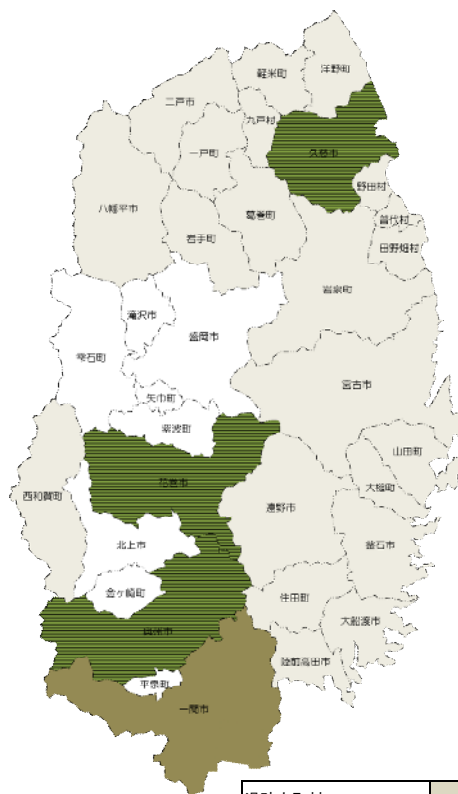 洋野町
軽米町
二戸市
九戸村
久慈市
一戸町
野田村
八幡平市
葛巻町
普代村
岩手町
田野畑村
岩泉町
滝沢市
盛岡市
雫石町
宮古市
矢巾町
紫波町
山田町
花巻市
大槌町
西和賀町
遠野市
北上市
釜石市
金ヶ崎町
住田町
大船渡市
奥州市
陸前高田市
平泉町
一関市